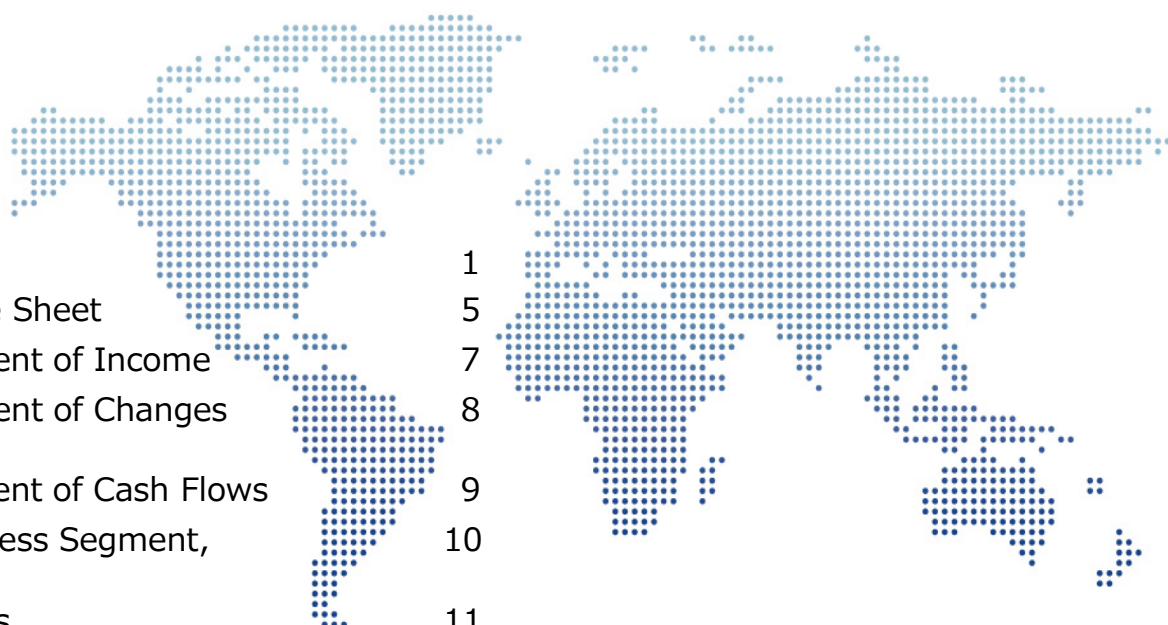 1
e Sheet 5
ent of Income 7
ent of Changes 8
ent of Cash Flows 9
ess Segment, 10
s 11